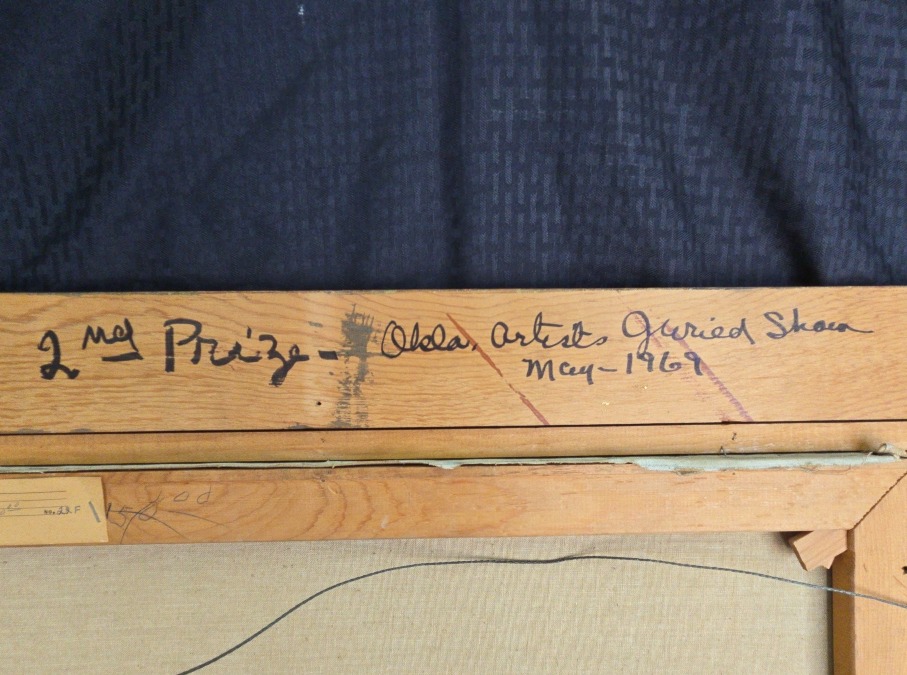 2nd Prize - Okla. Artists Juried Show
May - 1969